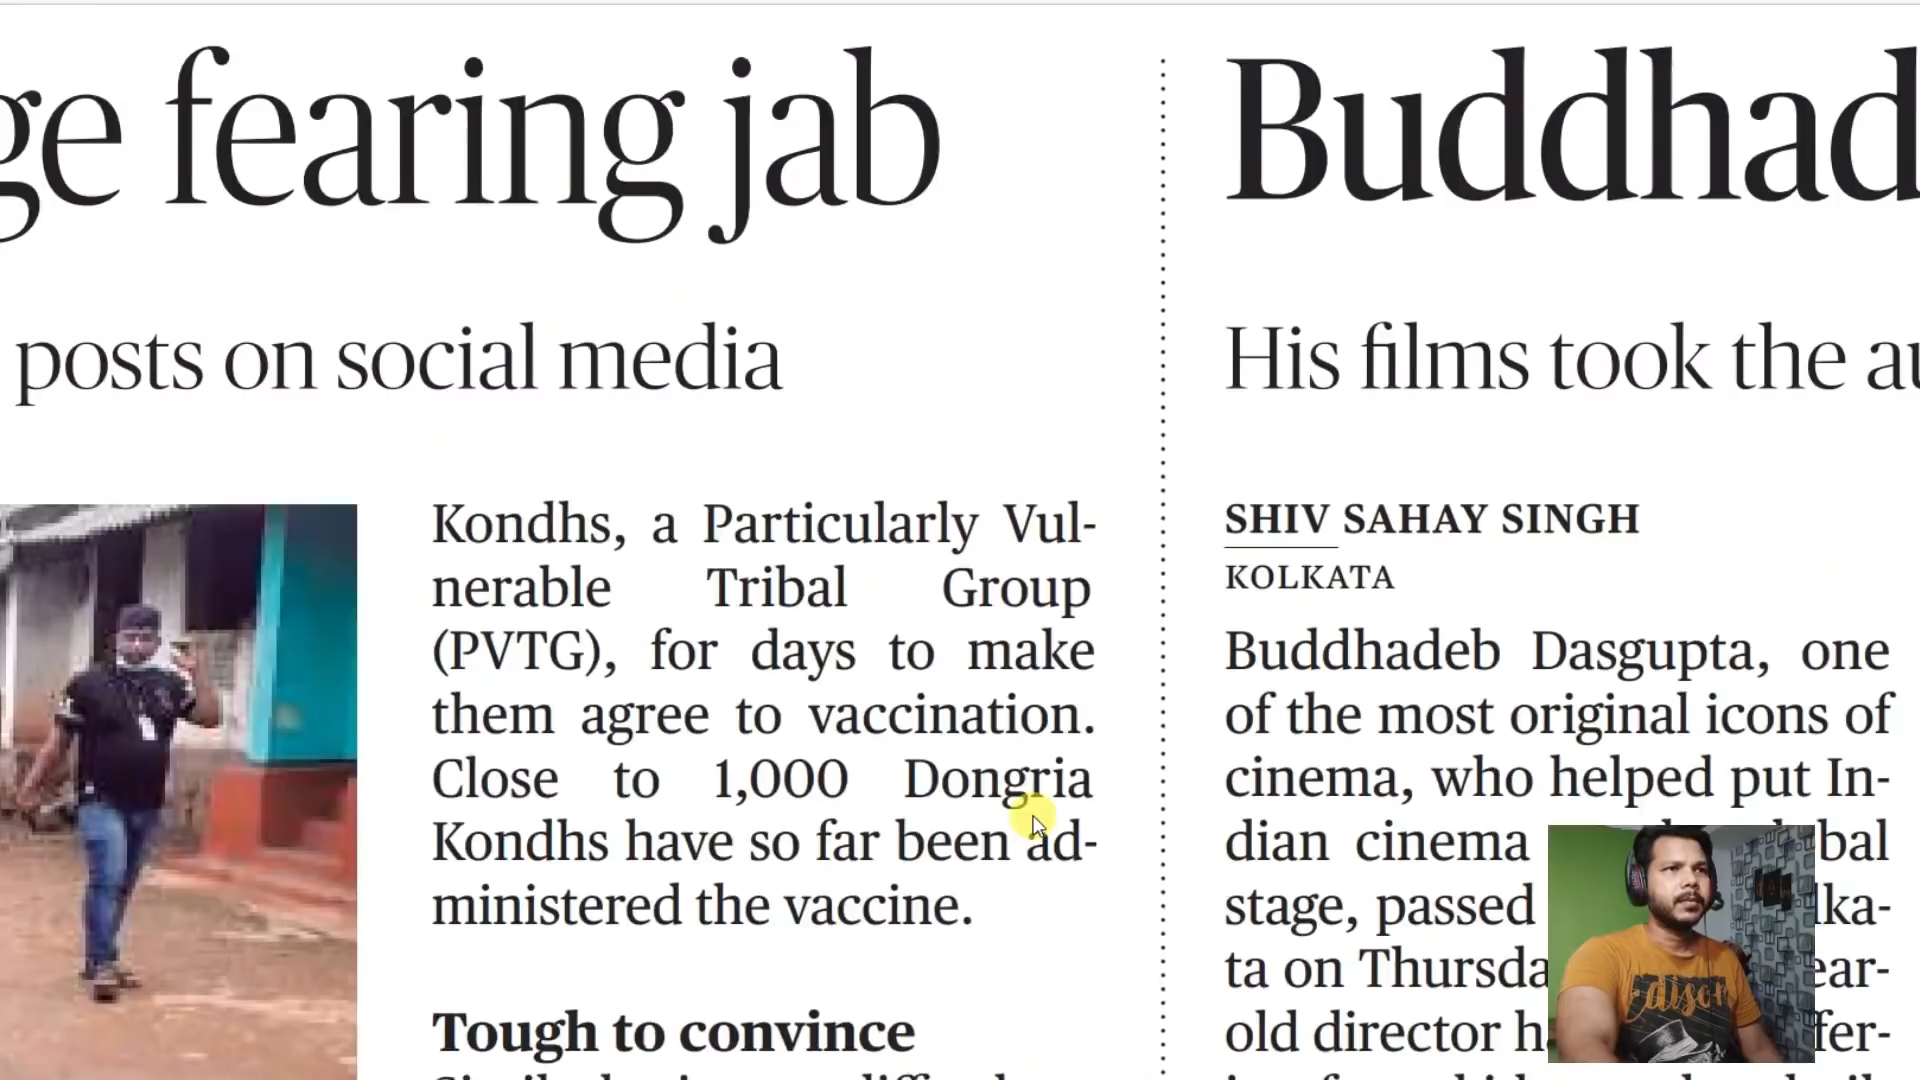 ge fearing jab
posts on social media
Kondhs, a Particularly Vul-
nerable Tribal Group
(PVTG), for days to make
them agree to vaccination.
Close to 1,000 Dongria
Kondhs have so far been ad-
ministered the vaccine.
Tough to convince
Buddhad
His films took the au
SHIV SAHAY SINGH
KOLKATA
Buddhadeb Dasgupta, one
of the most original icons of
cinema, who helped put In-
dian cinema bal
stage, passed lka-
ta on Thursda ear-
old director h fer-
Edison